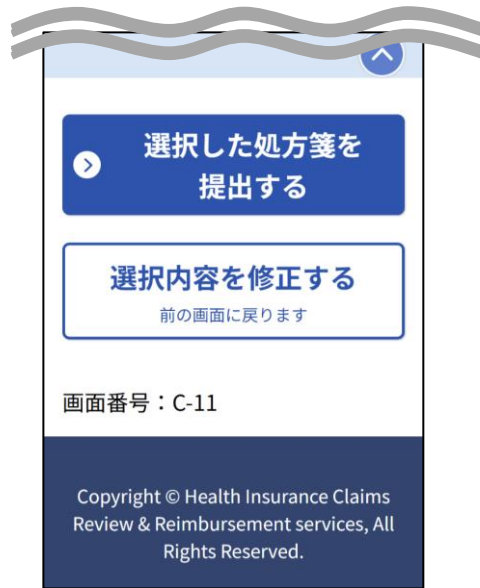 選択した処方箋を
提出する
選択内容を修正する
前の画面に戻ります
画面番号：C-11
Copyright © Health Insurance Claims
Review & Reimbursement services, All
Rights Reserved.